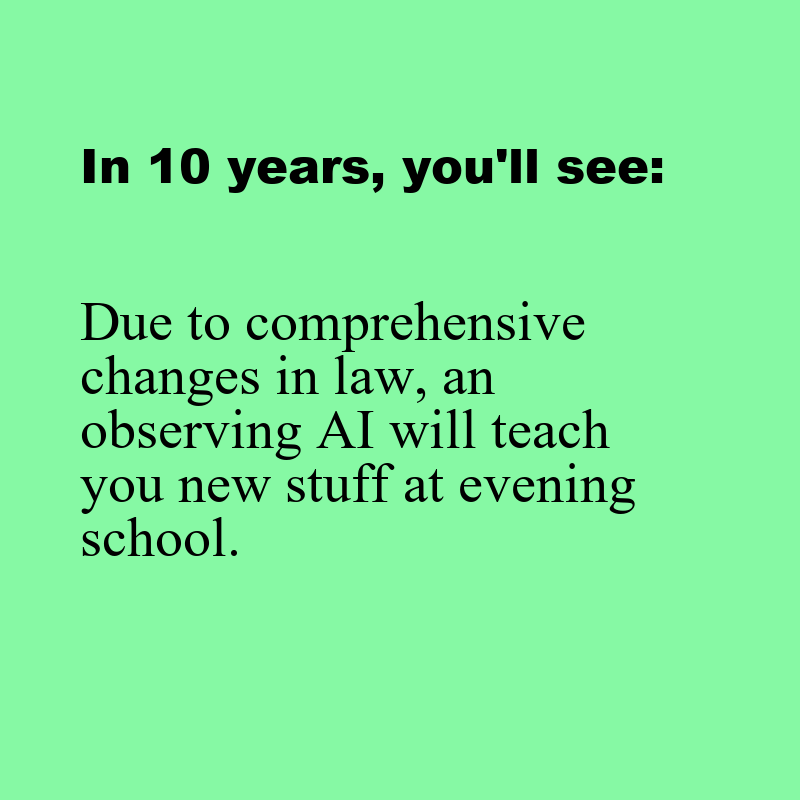 In 10 years, you'll see:
Due to comprehensive
changes in law, an
observing AI will teach
you new stuff at evening
school.